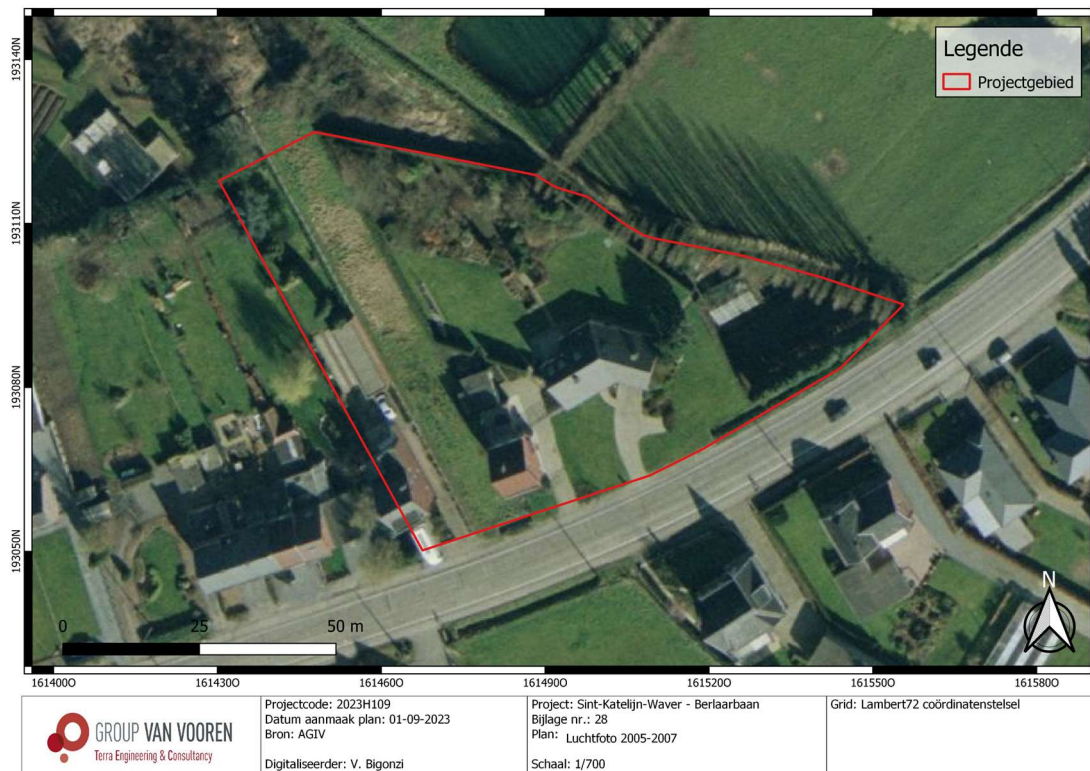 Legende
Projectgebied
193140N
193110N
193080N
193050N
N
0 25 50 m
161400O 161430O 161460O 161490O 161520O 161550O 161580O
GROUP VAN VOOREN
Terra Engineering & Consultancy
Projectcode: 2023H109
Datum aanmaak plan: 01-09-2023
Bron: AGIV
Digitaliseerder: V. Bigonzi
Project: Sint-Katelijn-Waver - Berlaarbaan
Bijlage nr.: 28
Plan: Luchtfoto 2005-2007
Schaal: 1/700
Grid: Lambert72 coördinatenstelsel